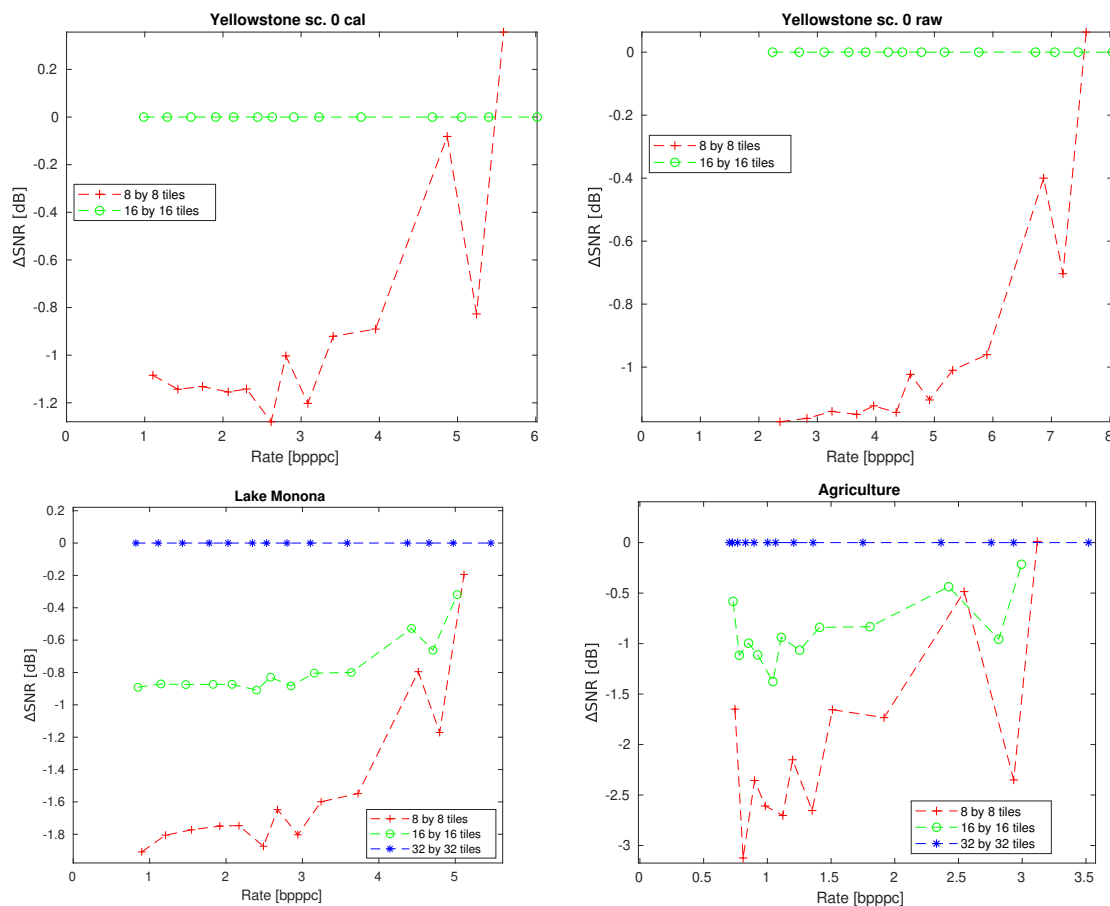 Yellowstone sc. 0 cal
0.2
0
-0.2
-0.4
-0.6
-0.8
-1
-1.2
ΔSNR [dB]
8 by 8 tiles
16 by 16 tiles
0 1 2 3 4 5 6
Rate [bpppc]
Yellowstone sc. 0 raw
0
-0.2
-0.4
-0.6
-0.8
-1
ΔSNR [dB]
8 by 8 tiles
16 by 16 tiles
0 1 2 3 4 5 6 7 8
Rate [bpppc]
Lake Monona
0.2
0
-0.2
-0.4
-0.6
-0.8
-1
-1.2
-1.4
-1.6
-1.8
ΔSNR [dB]
8 by 8 tiles
16 by 16 tiles
32 by 32 tiles
0 1 2 3 4 5
Rate [bpppc]
Agriculture
0
-0.5
-1
-1.5
-2
-2.5
-3
ΔSNR [dB]
8 by 8 tiles
16 by 16 tiles
32 by 32 tiles
0 0.5 1 1.5 2 2.5 3 3.5
Rate [bpppc]